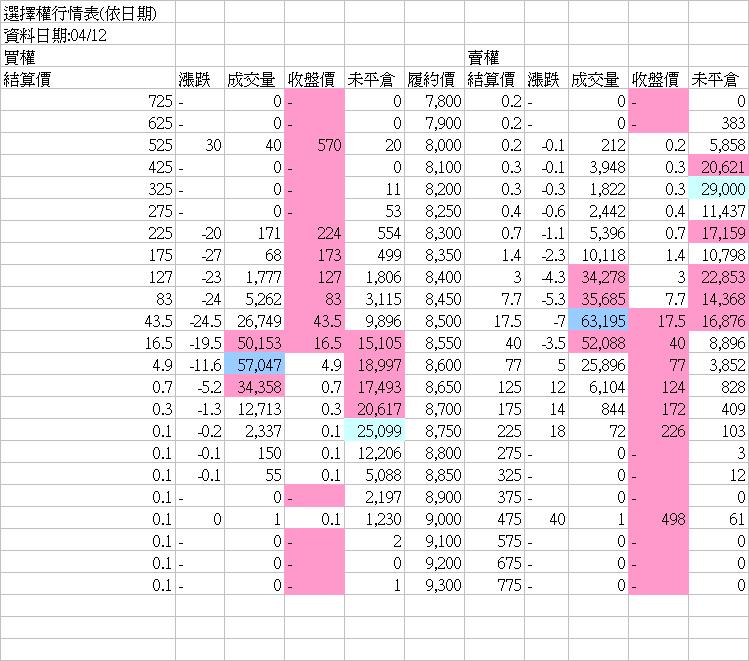 選擇權行情表(依日期)
資料日期:04/12
買權 賣權
結算價 漲跌 成交量 收盤價 未平倉 履約價 結算價 漲跌 成交量 收盤價 未平倉
725 - 0 - 0 7,800 0.2 - 0 - 0
625 - 0 - 0 7,900 0.2 - 0 - 383
525 30 40 570 20 8,000 0.2 -0.1 212 0.2 5,858
425 - 0 - 0 8,100 0.3 -0.1 3,948 0.3 20,621
325 - 0 - 11 8,200 0.3 -0.3 1,822 0.3 29,000
275 - 0 - 53 8,250 0.4 -0.6 2,442 0.4 11,437
225 -20 171 224 554 8,300 0.7 -1.1 5,396 0.7 17,159
175 -27 68 173 499 8,350 1.4 -2.3 10,118 1.4 10,798
127 -23 1,777 127 1,806 8,400 3 -4.3 34,278 3 22,853
83 -24 5,262 83 3,115 8,450 7.7 -5.3 35,685 7.7 14,368
43.5 -24.5 26,749 43.5 9,896 8,500 17.5 -7 63,195 17.5 16,876
16.5 -19.5 50,153 16.5 15,105 8,550 40 -3.5 52,088 40 8,896
4.9 -11.6 57,047 4.9 18,997 8,600 77 5 25,896 77 3,852
0.7 -5.2 34,358 0.7 17,493 8,650 125 12 6,104 124 828
0.3 -1.3 12,713 0.3 20,617 8,700 175 14 844 172 409
0.1 -0.2 2,337 0.1 25,099 8,750 225 18 72 226 103
0.1 -0.1 150 0.1 12,206 8,800 275 - 0 - 3
0.1 -0.1 55 0.1 5,088 8,850 325 - 0 - 12
0.1 - 0 - 2,197 8,900 375 - 0 - 0
0.1 0 1 0.1 1,230 9,000 475 40 1 498 61
0.1 - 0 - 2 9,100 575 - 0 - 0
0.1 - 0 - 0 9,200 675 - 0 - 0
0.1 - 0 - 1 9,300 775 - 0 - 0